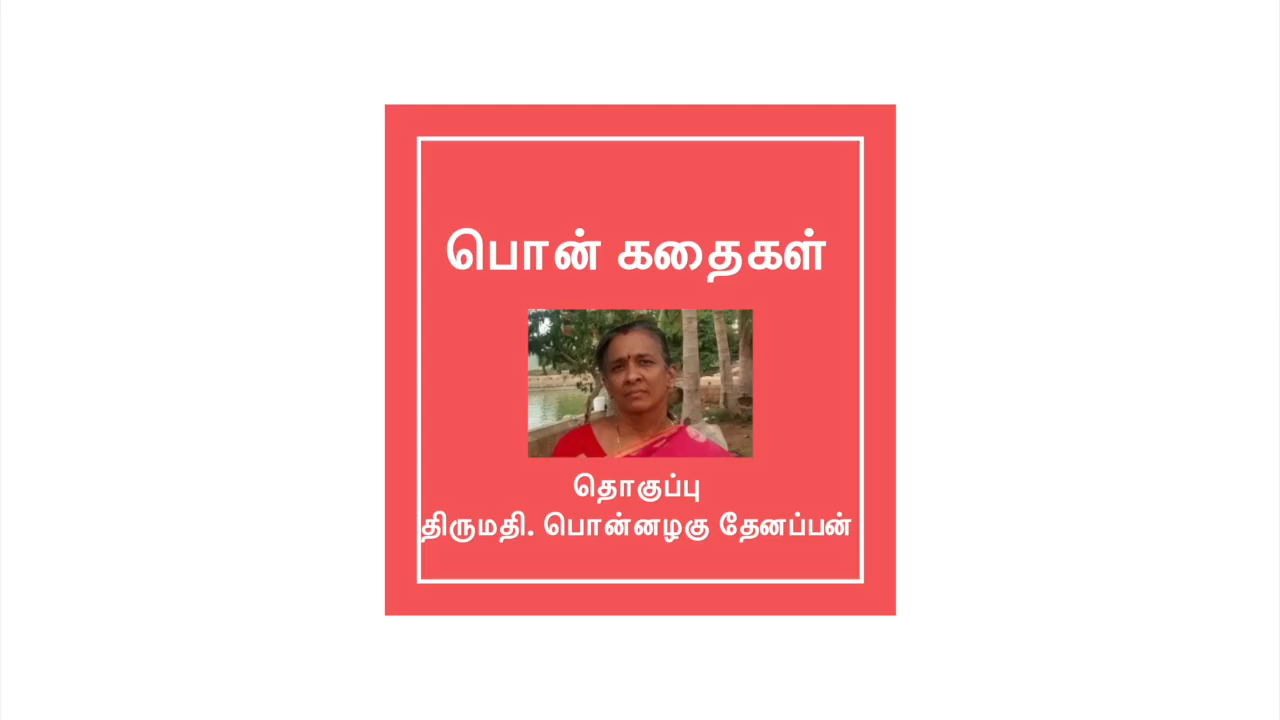 பொன் கதைகள்
தொகுப்பு
திருமதி. பொன்னழகு தேனப்பன்